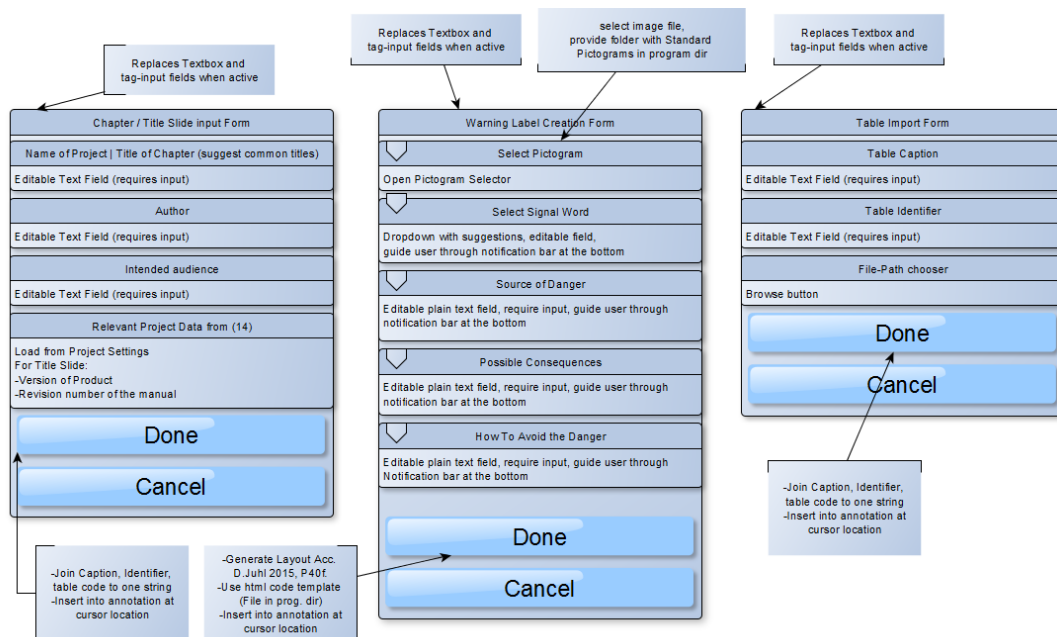 Replaces Textbox and
tag-input fields when active
Chapter / Title Slide input Form
Name of Project | Title of Chapter (suggest common titles)
Editable Text Field (requires input)
Author
Editable Text Field (requires input)
Intended audience
Editable Text Field (requires input)
Relevant Project Data from (14)
Load from Project Settings
For Title Slide:
-Version of Product
-Revision number of the manual
Done
Cancel
-Join Caption, Identifier,
table code to one string
-Insert into annotation at
cursor location
Replaces Textbox and
tag-input fields when active
select image file,
provide folder with Standard
Pictograms in program dir
Warning Label Creation Form
Select Pictogram
Open Pictogram Selector
Select Signal Word
Dropdown with suggestions, editable field,
guide user through notification bar at the bottom
Source of Danger
Editable plain text field, require input, guide user through
notification bar at the bottom
Possible Consequences
Editable plain text field, require input, guide user through
notification bar at the bottom
How To Avoid the Danger
Editable plain text field, require input, guide user through
Notification bar at the bottom
Done
Cancel
-Generate Layout Acc.
D.Juhl 2015, P40f.
-Use html code template
(File in prog. dir)
-Insert into annotation at
cursor location
Replaces Textbox and
tag-input fields when active
Table Import Form
Table Caption
Editable Text Field (requires input)
Table Identifier
Editable Text Field (requires input)
File-Path chooser
Browse button
Done
Cancel
-Join Caption, Identifier,
table code to one string
-Insert into annotation at
cursor location